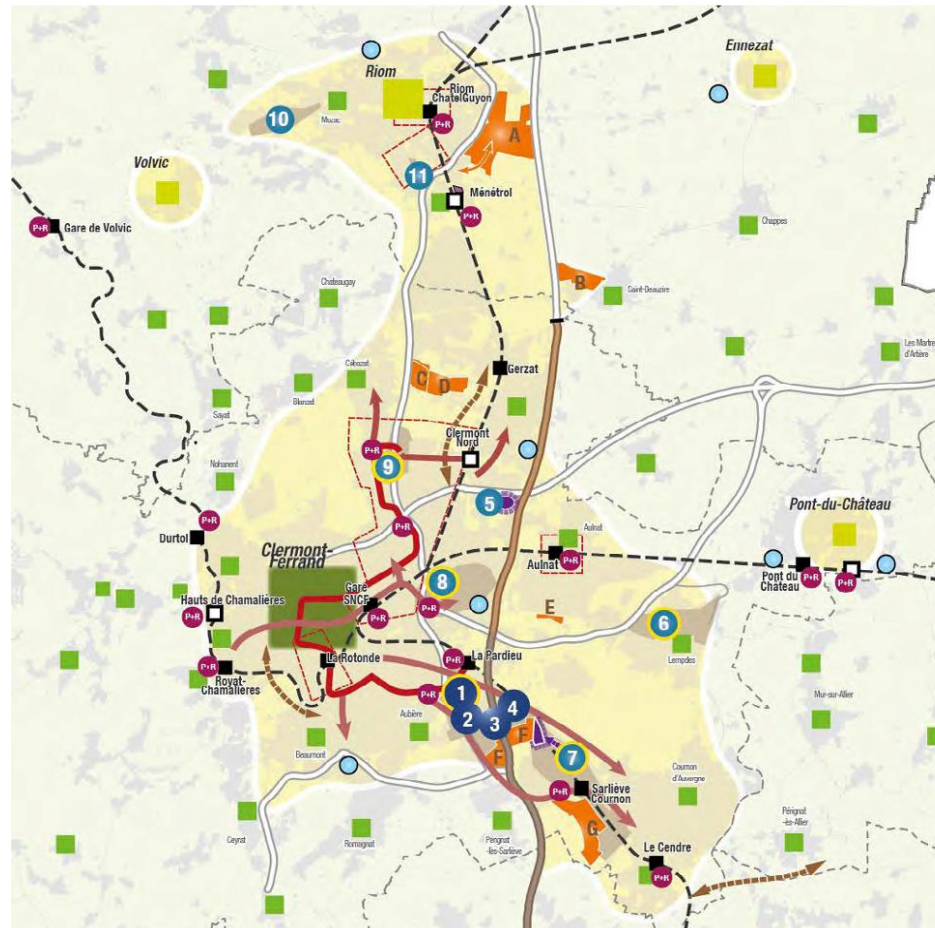 Riom
Ennezat
Riom
ChatelGuyon
10
Mozac
P+R
A
Volvic
11
Ménétrol
P+R
P+R
Gare de Volvic
Chappes
Chateaugay
B
Saint-Beauzire
Les Martres
d'Artière
Cébazat
C
D
Gerzat
Blanzat
Sayat
Clermont
Nord
P+R
9
Nohanent
5
Pont-du-Château
P+R
P+R
Durtol
Aulnat
Clermont-
Ferrand
Aulnat
P+R
Pont du
Château
P+R
P+R
Hauts de Chamalières
P+R
Gare
SNCF
8
P+R
P+R
E
6
Lempdes
La Rotonde
P+R
La Pardieu
P+R
Royat-
Chamalières
P+R
1
2
3
4
Aubière
F
F
7
Mur-sur-Allier
Beaumont
Cournon
d'Auvergne
P+R
Sarliève
Cournon
Ceyrat
Romagnat
Pérignat
-lès-Sarliève
G
Pérignat
-ès-Allier
Le Cendre
P+R